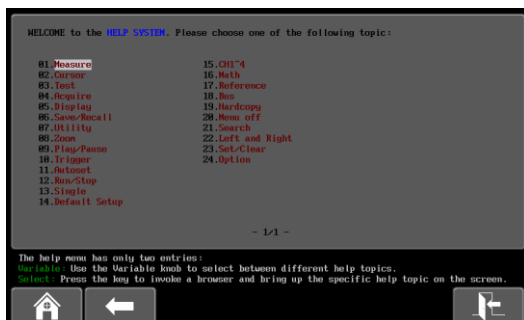 WELCOME to the HELP SYSTEM. Please choose one of the following topic:
01.Measure
02.Cursor
03.Test
04.Acquire
05.Display
06.Save/Recall
07.Utility
08.Zoom
09.Play/Pause
10.Trigger
11.Autoset
12.Run/Stop
13.Single
14.Default Setup
15.CH1~4
16.Math
17.Reference
18.Bus
19.Hardcopy
20.Menu off
21.Search
22.Left and Right
23.Set/Clear
24.Option
- 1/1 -
The help menu has only two entries:
Variable: Use the Variable knob to select between different help topics.
Select: Press the key to invoke a browser and bring up the specific help topic on the screen.